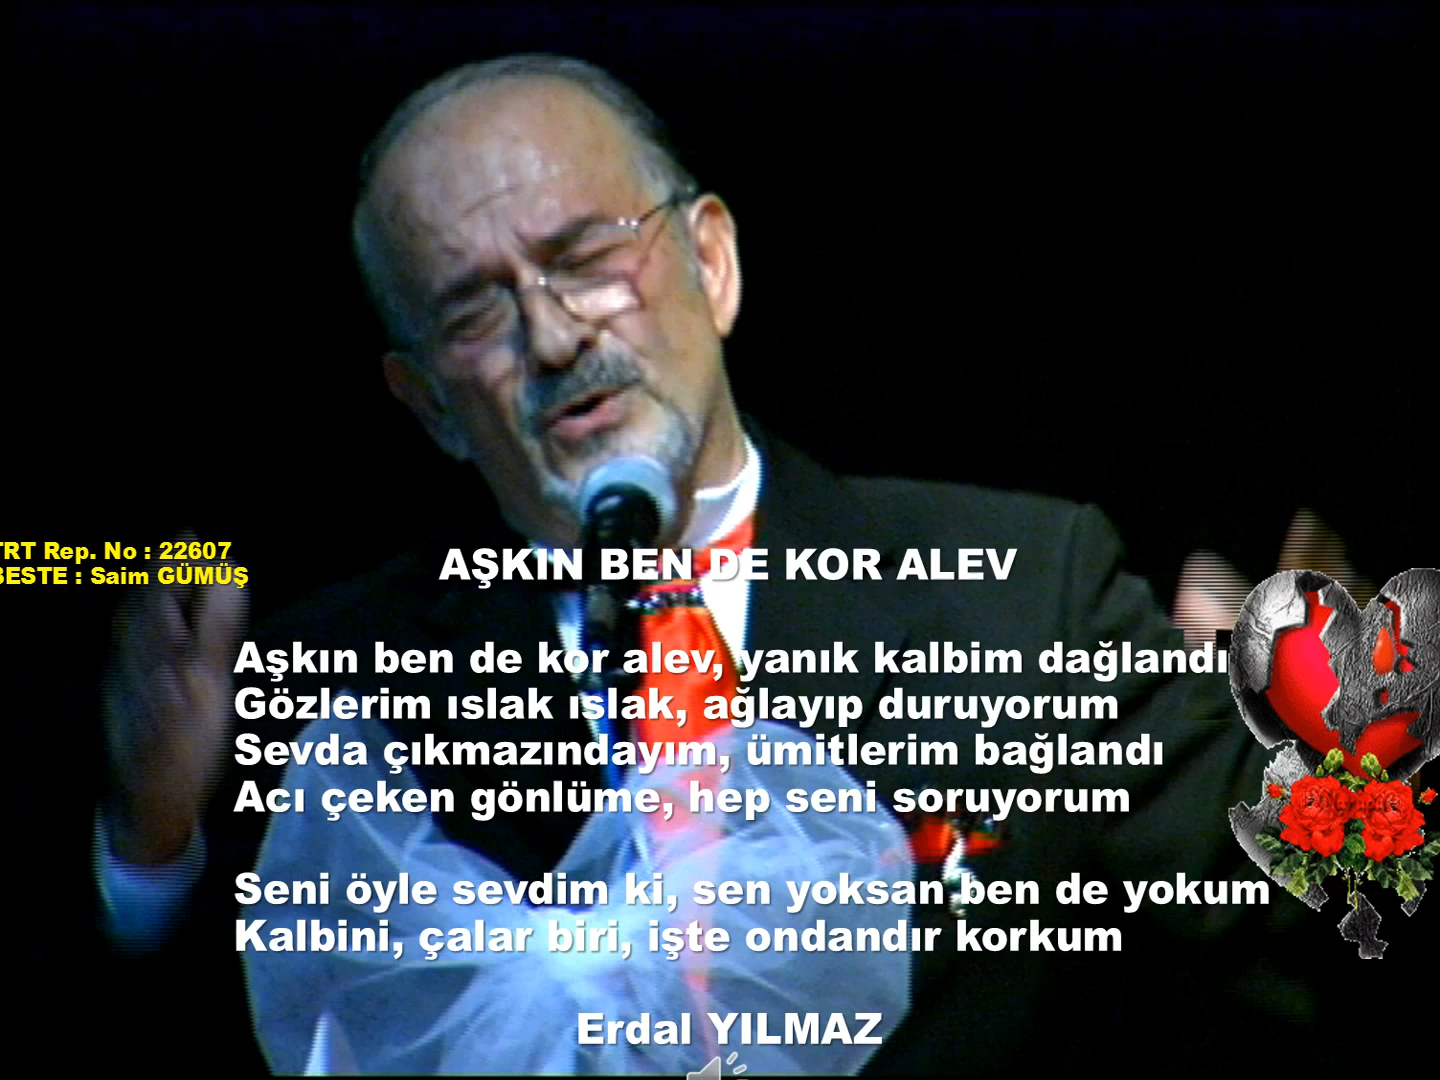 TRT Rep. No : 22607
BESTE : Saim GÜMÜŞ
AŞKIN BEN DE KOR ALEV
Aşkın ben de kor alev, yanık kalbim dağlandı
Gözlerim ıslak ıslak, ağlayıp duruyorum
Sevda çıkmazındayım, ümitlerim bağlandı
Acı çeken gönlüme, hep seni soruyorum
Seni öyle sevdim ki, sen yoksan ben de yokum
Kalbini, çalar biri, işte ondandır korkum
Erdal YILMAZ